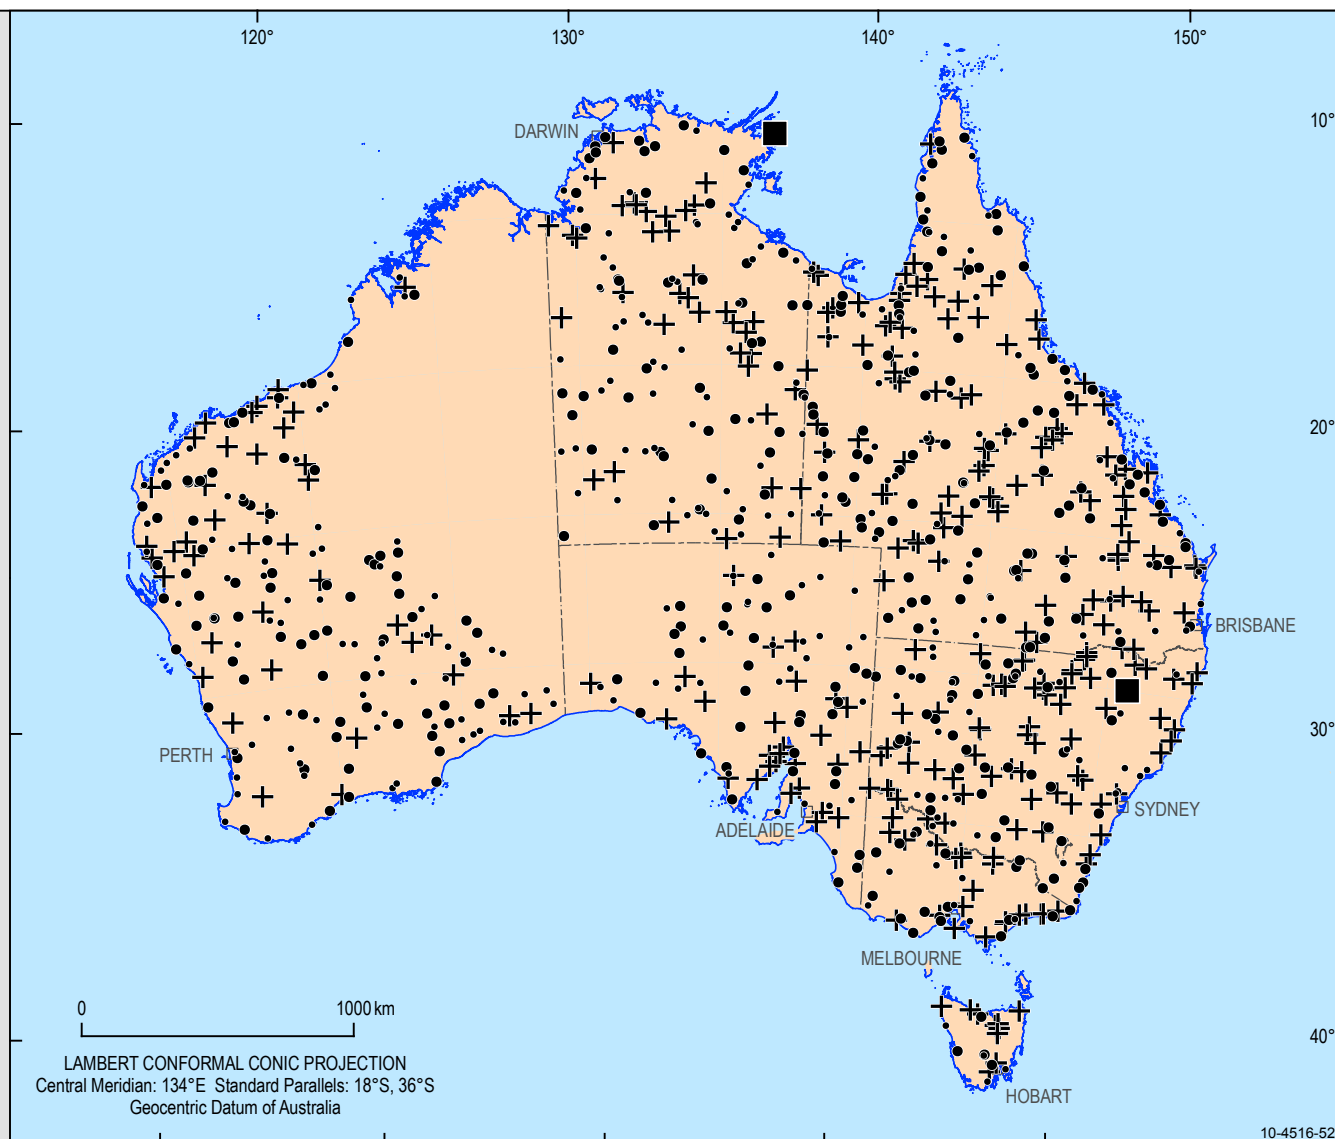 120° 130° 140° 150°
10°
DARWIN
20°
BRISBANE
30°
PERTH
SYDNEY
ADELAIDE
MELBOURNE
0 1000 km
40°
LAMBERT CONFORMAL CONIC PROJECTION
Central Meridian: 134°E Standard Parallels: 18°S, 36°S
HOBART
Geocentric Datum of Australia
10-4516-52